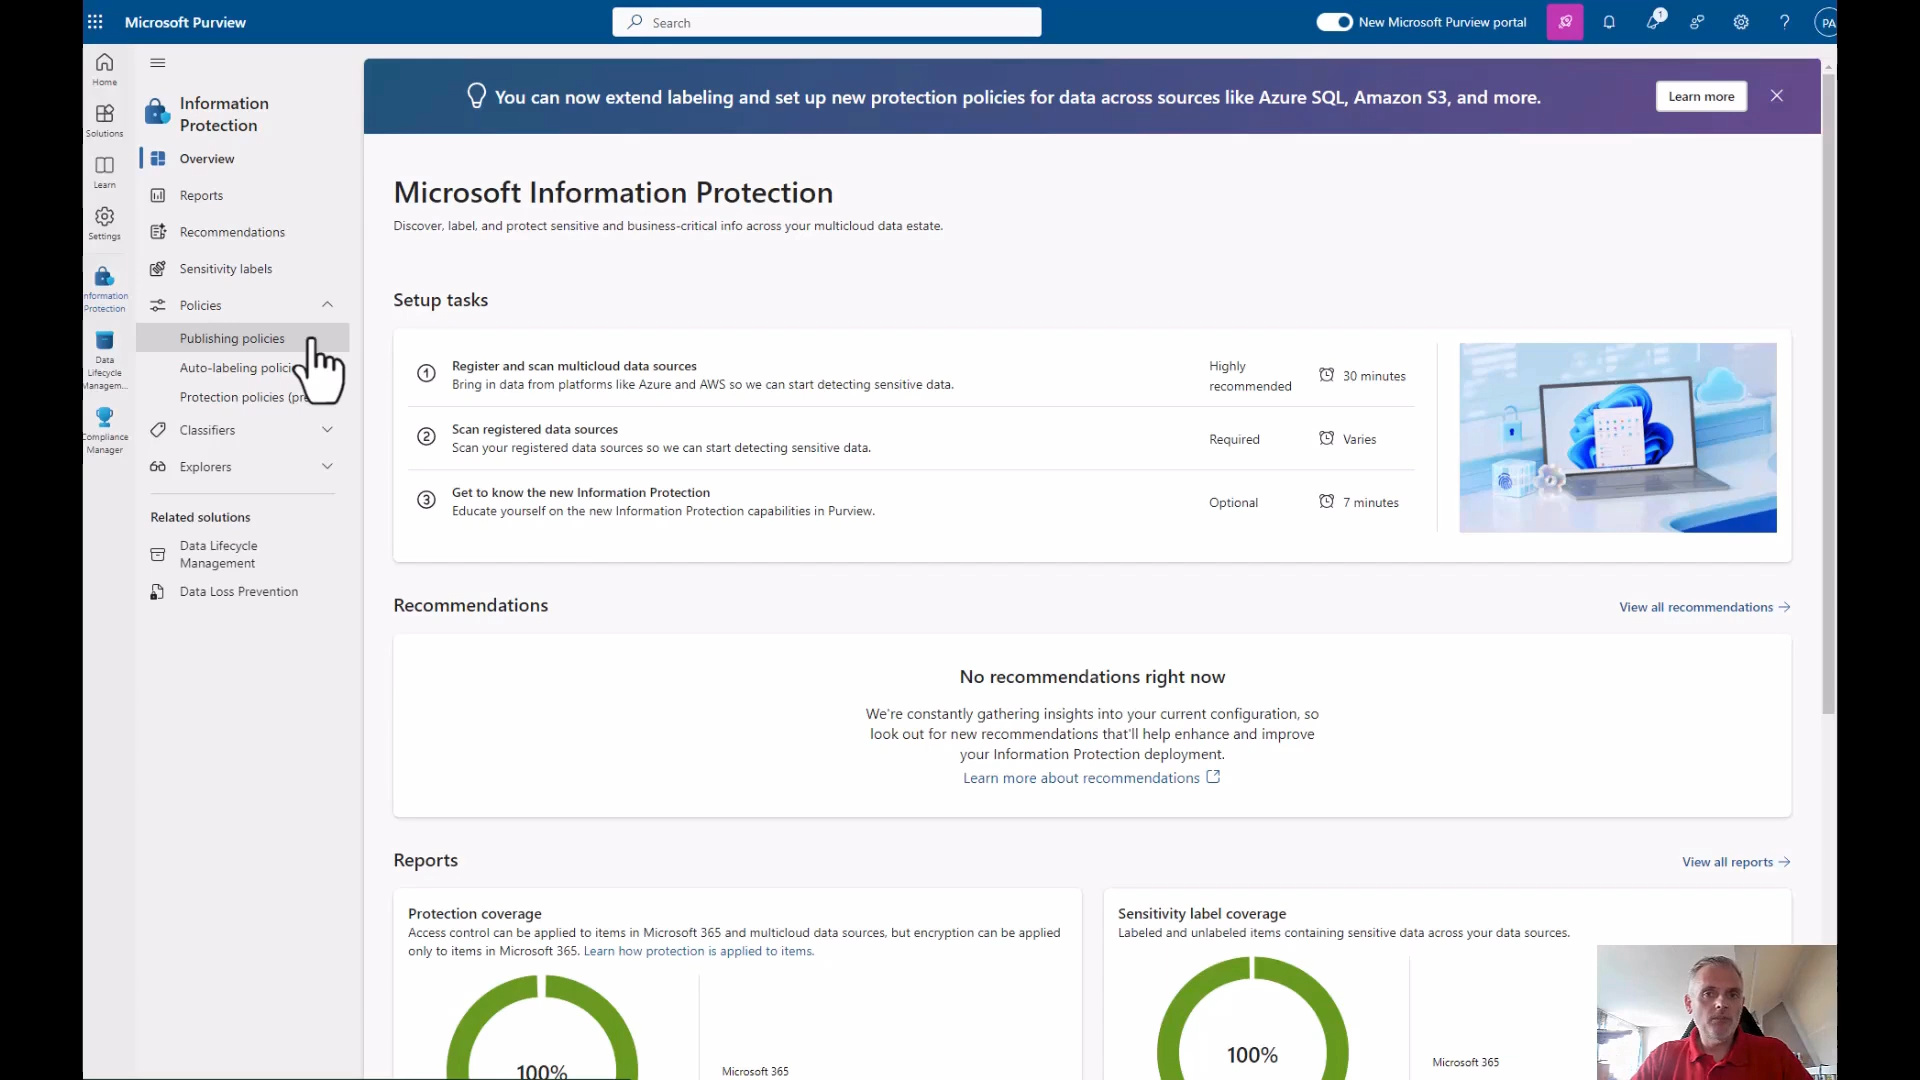 Microsoft Purview
Search
New Microsoft Purview portal
1
PA
Home
Solutions
Learn
Settings
nformation
Protection
Data
Lifecycle
Managem...
Compliance
Manager
Information
Protection
Overview
Reports
Recommendations
Sensitivity labels
Policies
Publishing policies
Auto-labeling polici
Protection policies (pre
Classifiers
Explorers
Related solutions
Data Lifecycle
Management
Data Loss Prevention
You can now extend labeling and set up new protection policies for data across sources like Azure SQL, Amazon S3, and more.
Learn more
Microsoft Information Protection
Discover, label, and protect sensitive and business-critical info across your multicloud data estate.
Setup tasks
1
Register and scan multicloud data sources
Bring in data from platforms like Azure and AWS so we can start detecting sensitive data.
Highly
recommended
30 minutes
2
Scan registered data sources
Scan your registered data sources so we can start detecting sensitive data.
Required
Varies
3
Get to know the new Information Protection
Educate yourself on the new Information Protection capabilities in Purview.
Optional
7 minutes
Recommendations
View all recommendations
No recommendations right now
We're constantly gathering insights into your current configuration, so
look out for new recommendations that'll help enhance and improve
your Information Protection deployment.
Learn more about recommendations
Reports
View all reports
Protection coverage
Access control can be applied to items in Microsoft 365 and multicloud data sources, but encryption can be applied
only to items in Microsoft 365. Learn how protection is applied to items.
100%
Microsoft 365
Sensitivity label coverage
Labeled and unlabeled items containing sensitive data across your data sources.
100%
Microsoft 365